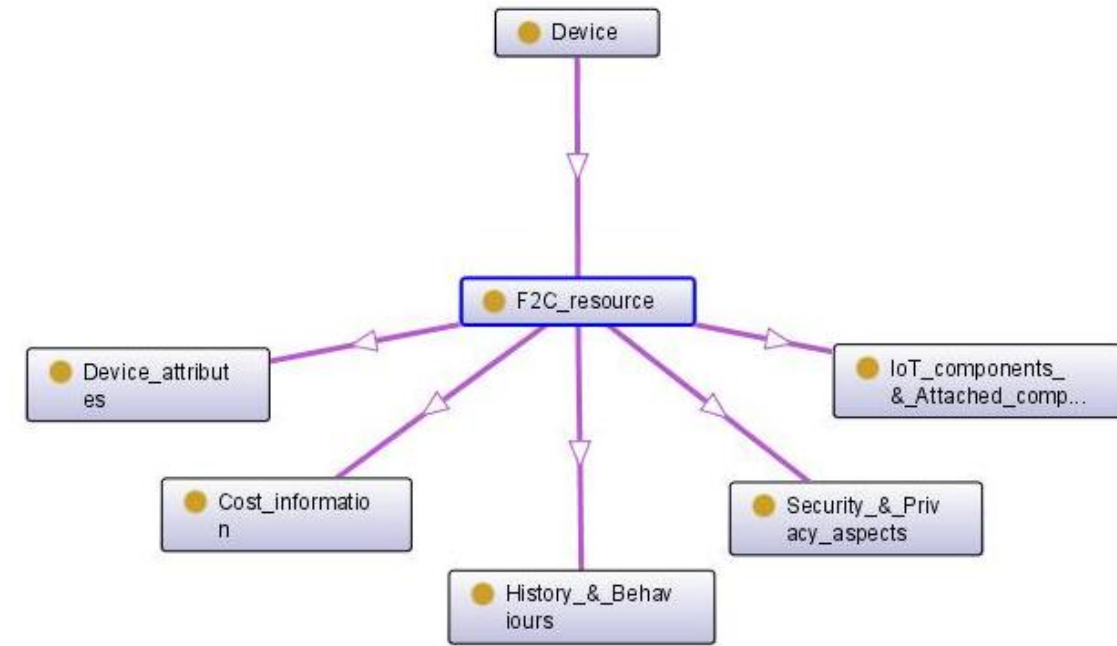 Device
F2C_resource
Device_attribut
es
IoT_components_
&_Attached_comp...
Cost_informatio
n
Security_&_Priv
acy_aspects
History_&_Behav
iours